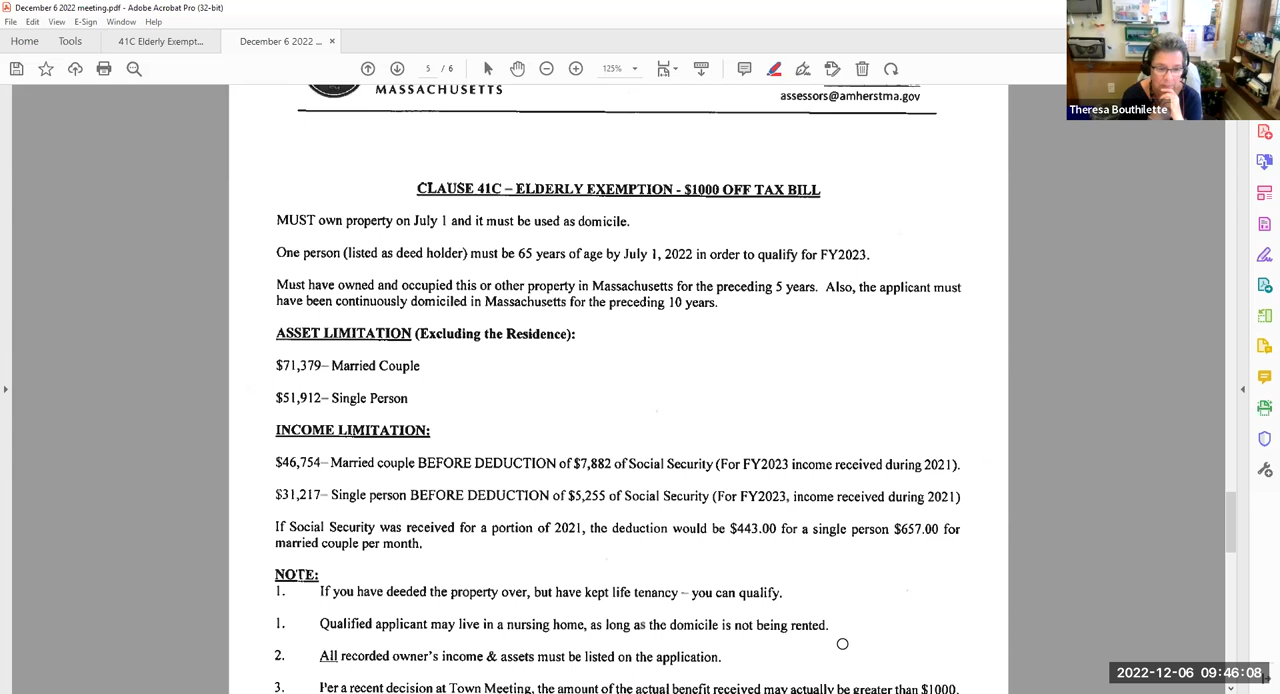 December 6 2022 meeting.pdf - Adobe Acrobat Pro (32-bit)
File Edit View E-Sign Window Help
Home Tools 41C Elderly Exempt... December 6 2022 ... ×
5 / 6 125%
Theresa Bouthilette
MASSACHUSETTS
assessors@amherstma.gov
CLAUSE 41C – ELDERLY EXEMPTION - $1000 OFF TAX BILL
MUST own property on July 1 and it must be used as domicile.
One person (listed as deed holder) must be 65 years of age by July 1, 2022 in order to qualify for FY2023.
Must have owned and occupied this or other property in Massachusetts for the preceding 5 years. Also, the applicant must
have been continuously domiciled in Massachusetts for the preceding 10 years.
ASSET LIMITATION (Excluding the Residence):
$71,379– Married Couple
$51,912– Single Person
INCOME LIMITATION:
$46,754– Married couple BEFORE DEDUCTION of $7,882 of Social Security (For FY2023 income received during 2021).
$31,217– Single person BEFORE DEDUCTION of $5,255 of Social Security (For FY2023, income received during 2021)
If Social Security was received for a portion of 2021, the deduction would be $443.00 for a single person $657.00 for
married couple per month.
NOTE:
1. If you have deeded the property over, but have kept life tenancy – you can qualify.
1. Qualified applicant may live in a nursing home, as long as the domicile is not being rented.
2. All recorded owner's income & assets must be listed on the application.
3. Per a recent decision at Town Meeting, the amount of the actual benefit received may actually be greater than $1000.
2022-12-06 09:46:08